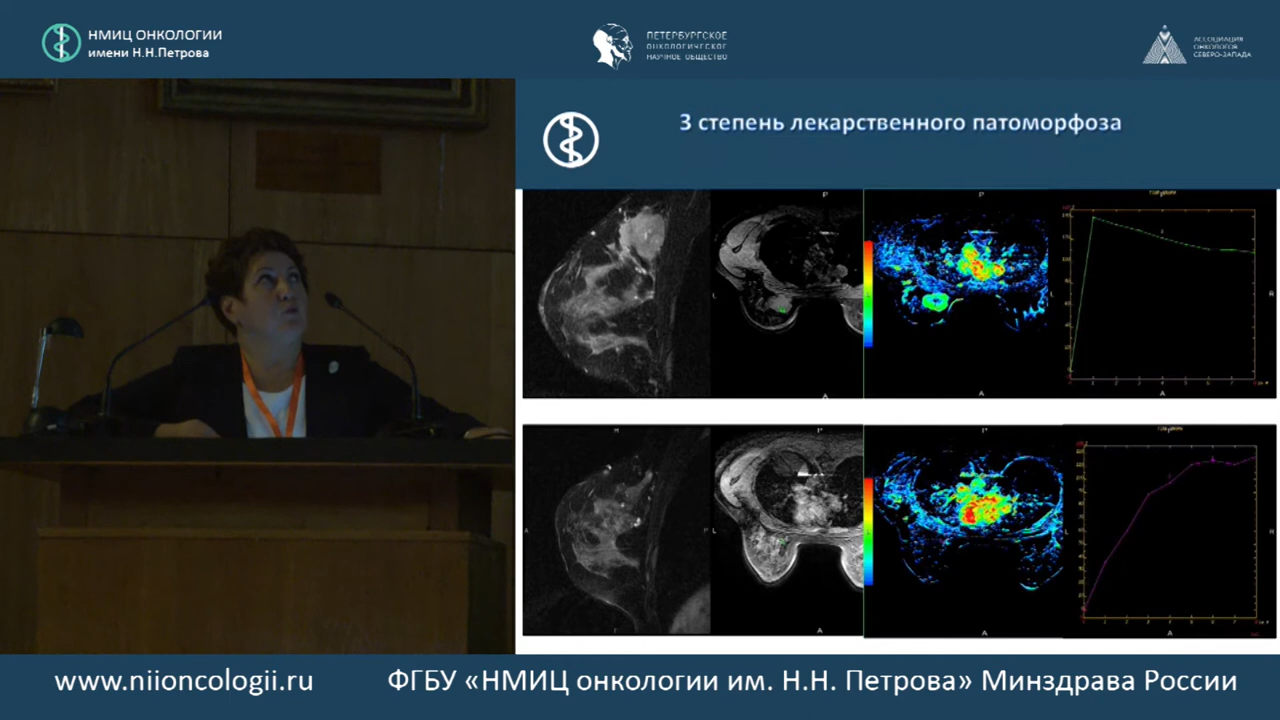 НМИЦ ОНКОЛОГИИ
имени Н.Н.Петрова
ПЕТЕРБУРГСКОЕ
ОНКОЛОГИЧЕСКОЕ
НАУЧНОЕ ОБЩЕСТВО
АССОЦИАЦИЯ
ОНКОЛОГОВ
СЕВЕРО-ЗАПАДА
3 степень лекарственного патоморфоза
www.niioncologii.ru
ФГБУ «НМИЦ онкологии им. Н.Н. Петрова» Минздрава России